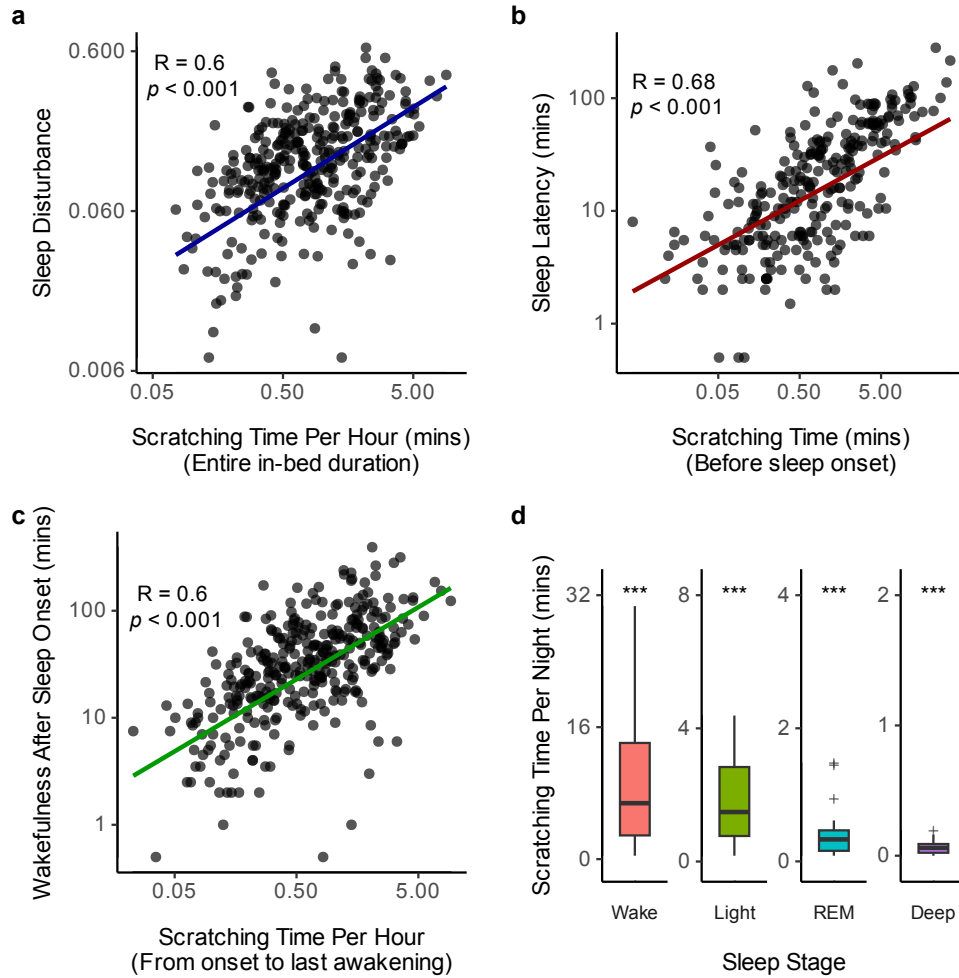 a
0.600
0.060
0.006
R = 0.6
p < 0.001
Sleep Disturbance
0.05
0.50
5.00
Scratching Time Per Hour (mins)
(Entire in-bed duration)
b
100
10
1
R = 0.68
p < 0.001
Sleep Latency (mins)
0.05
0.50
5.00
Scratching Time (mins)
(Before sleep onset)
c
100
10
1
R = 0.6
p < 0.001
Wakefulness After Sleep Onset (mins)
0.05
0.50
5.00
Scratching Time Per Hour
(From onset to last awakening)
d
Scratching Time Per Night (mins)
32
16
0
***
Wake
8
4
0
***
Light
4
2
0
***
REM
2
1
0
***
Deep
Sleep Stage